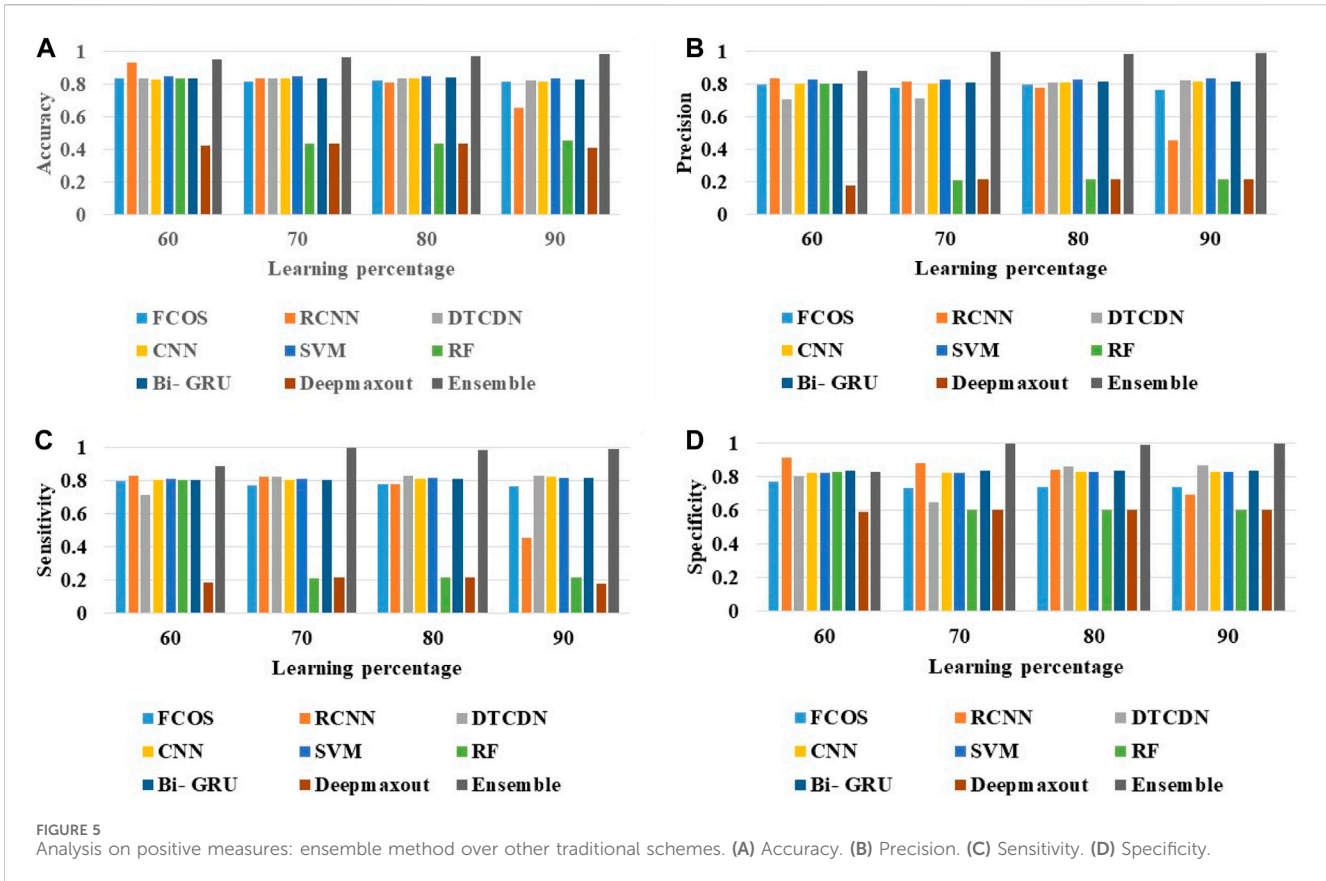 A
1
0.8
0.6
0.4
0.2
0
Accuracy
60 70 80 90
Learning percentage
FCOS RCNN DTCDN
CNN SVM RF
Bi- GRU Deepmaxout Ensemble
B
1
0.8
0.6
0.4
0.2
0
Precision
60 70 80 90
Learning percentage
FCOS RCNN DTCDN
CNN SVM RF
Bi- GRU Deepmaxout Ensemble
C
1
0.8
0.6
0.4
0.2
0
Sensitivity
60 70 80 90
Learning percentage
FCOS RCNN DTCDN
CNN SVM RF
Bi- GRU Deepmaxout Ensemble
D
1
0.8
0.6
0.4
0.2
0
Specificity
60 70 80 90
Learning percentage
FCOS RCNN DTCDN
CNN SVM RF
Bi- GRU Deepmaxout Ensemble
FIGURE 5
Analysis on positive measures: ensemble method over other traditional schemes. (A) Accuracy. (B) Precision. (C) Sensitivity. (D) Specificity.